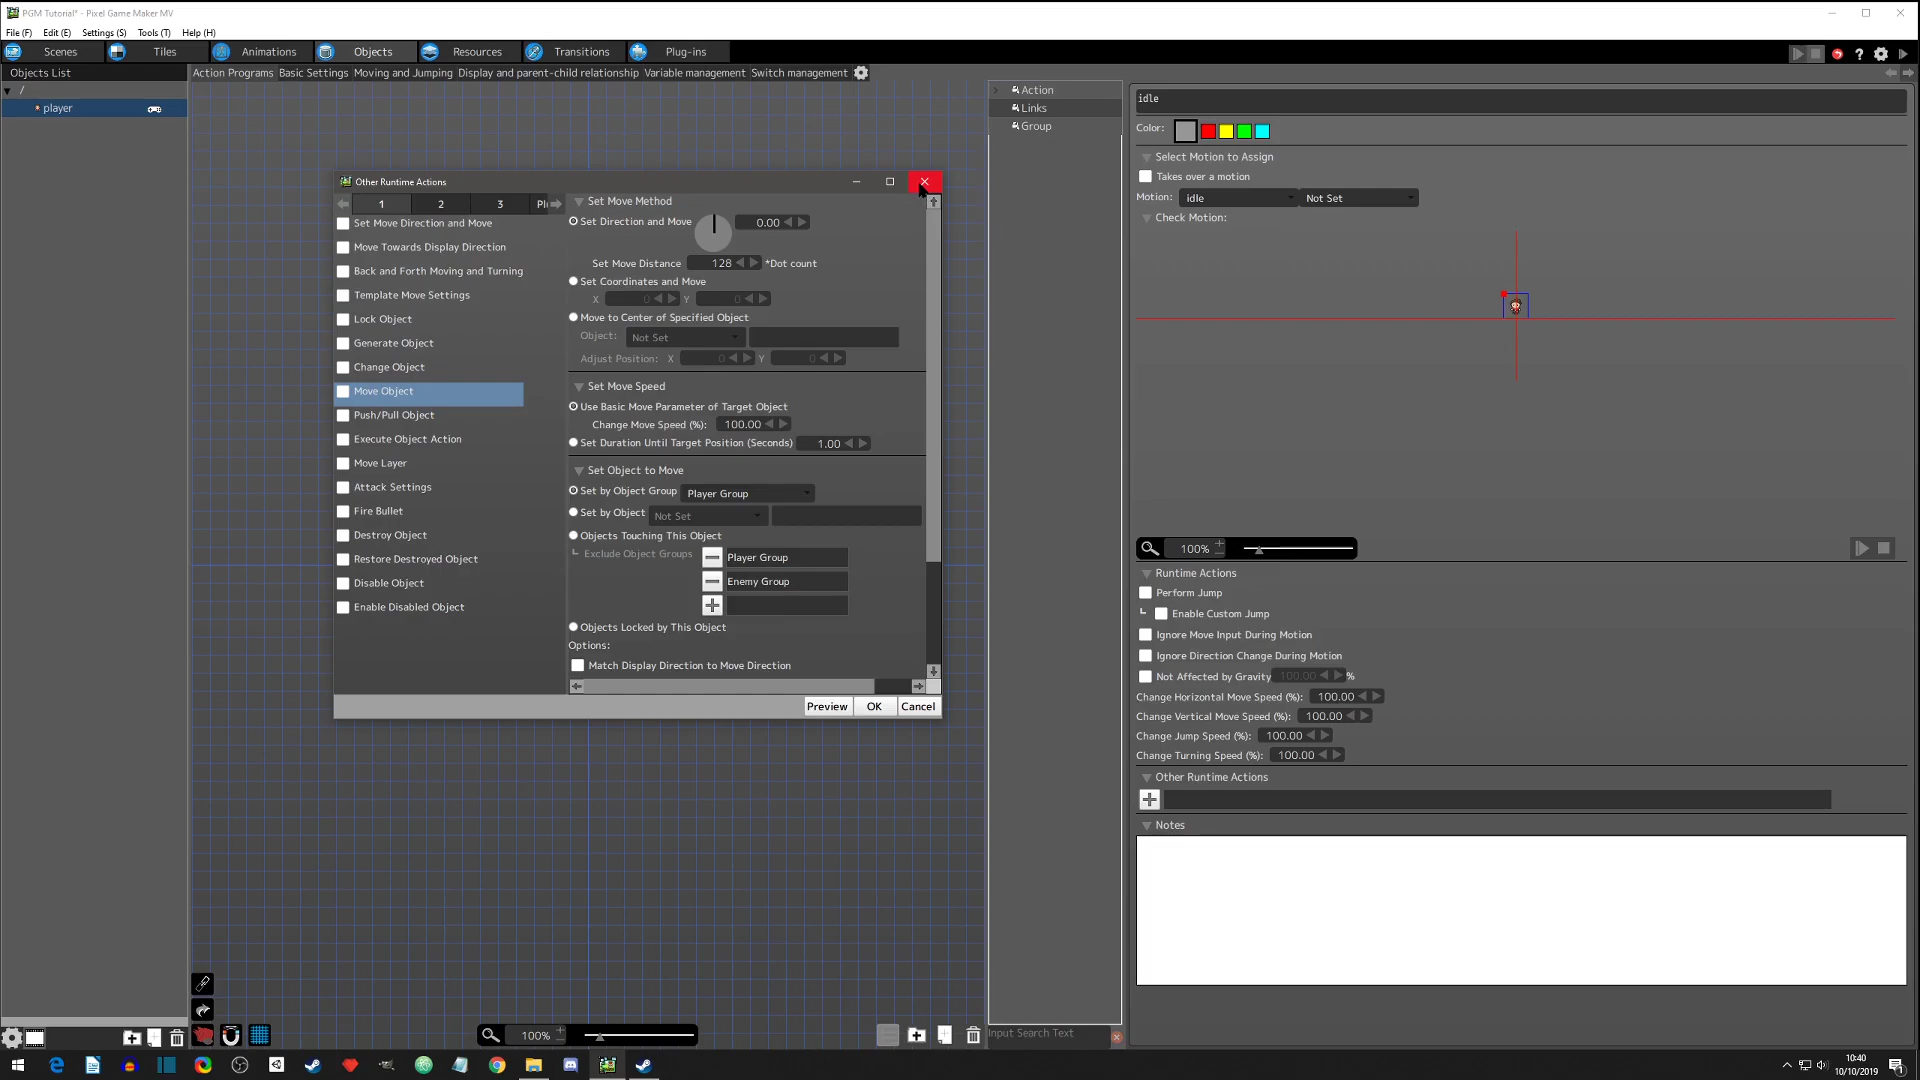 PGM Tutorial* - Pixel Game Maker MV
File (F) Edit (E) Settings (S) Tools (T) Help (H)
Scenes Tiles Animations Objects Resources Transitions Plug-ins
Objects List
Action Programs Basic Settings Moving and Jumping Display and parent-child relationship Variable management Switch management
/
player
Action
Links
Group
Other Runtime Actions
1 2 3 Pl
Set Move Direction and Move
Move Towards Display Direction
Back and Forth Moving and Turning
Template Move Settings
Lock Object
Generate Object
Change Object
Move Object
Push/Pull Object
Execute Object Action
Move Layer
Attack Settings
Fire Bullet
Destroy Object
Restore Destroyed Object
Disable Object
Enable Disabled Object
Set Move Method
Set Direction and Move 0.00
Set Move Distance 128 *Dot count
Set Coordinates and Move
X 0 Y 0
Move to Center of Specified Object
Object: Not Set
Adjust Position: X 0 Y 0
Set Move Speed
Use Basic Move Parameter of Target Object
Change Move Speed (%): 100.00
Set Duration Until Target Position (Seconds) 1.00
Set Object to Move
Set by Object Group Player Group
Set by Object Not Set
Objects Touching This Object
Exclude Object Groups Player Group
Enemy Group
Objects Locked by This Object
Options:
Match Display Direction to Move Direction
Preview OK Cancel
idle
Color:
Select Motion to Assign
Takes over a motion
Motion: idle Not Set
Check Motion:
100%
Runtime Actions
Perform Jump
Enable Custom Jump
Ignore Move Input During Motion
Ignore Direction Change During Motion
Not Affected by Gravity 100.00 %
Change Horizontal Move Speed (%): 100.00
Change Vertical Move Speed (%): 100.00
Change Jump Speed (%): 100.00
Change Turning Speed (%): 100.00
Other Runtime Actions
Notes
100%
Input Search Text
10:40
10/10/2019